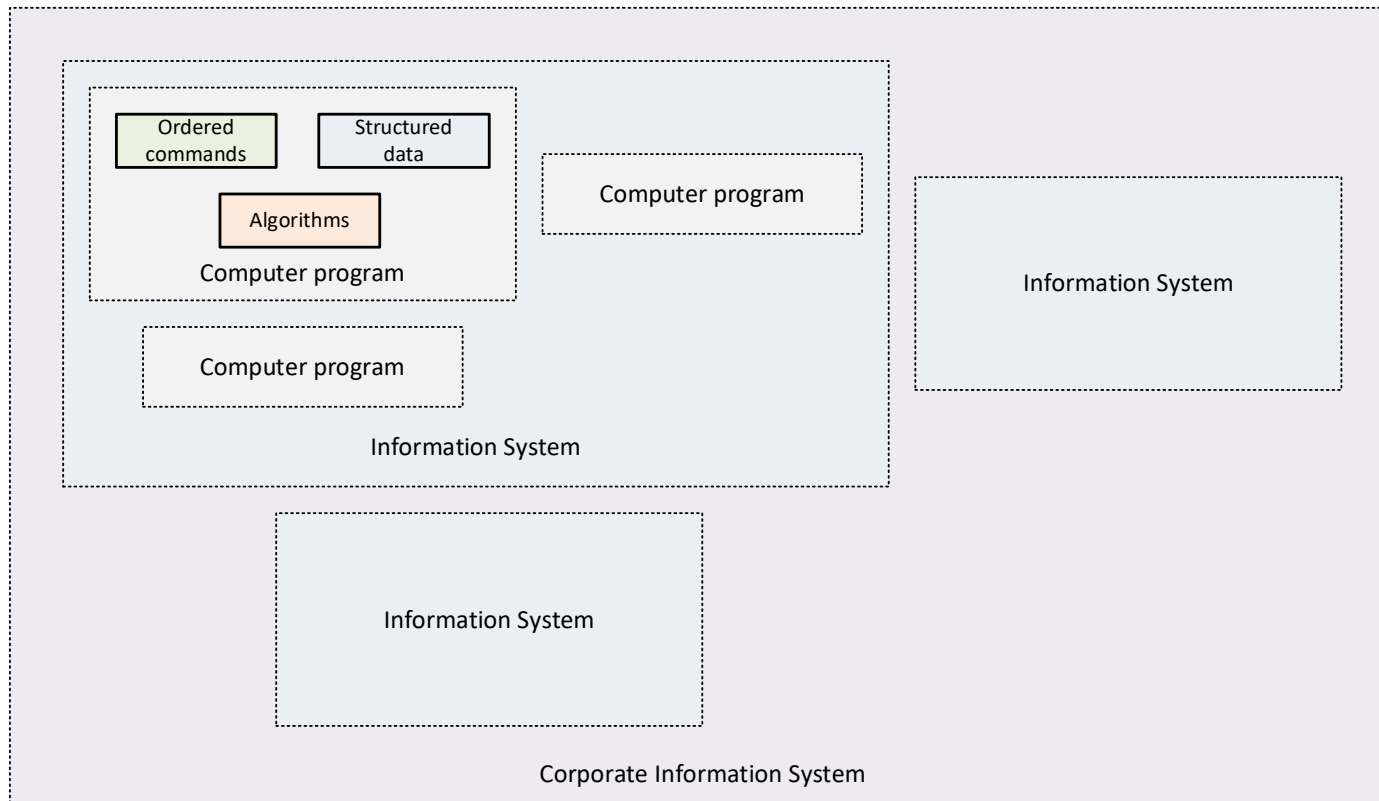 Ordered
commands
Structured
data
Algorithms
Computer program
Computer program
Computer program
Information System
Information System
Information System
Corporate Information System